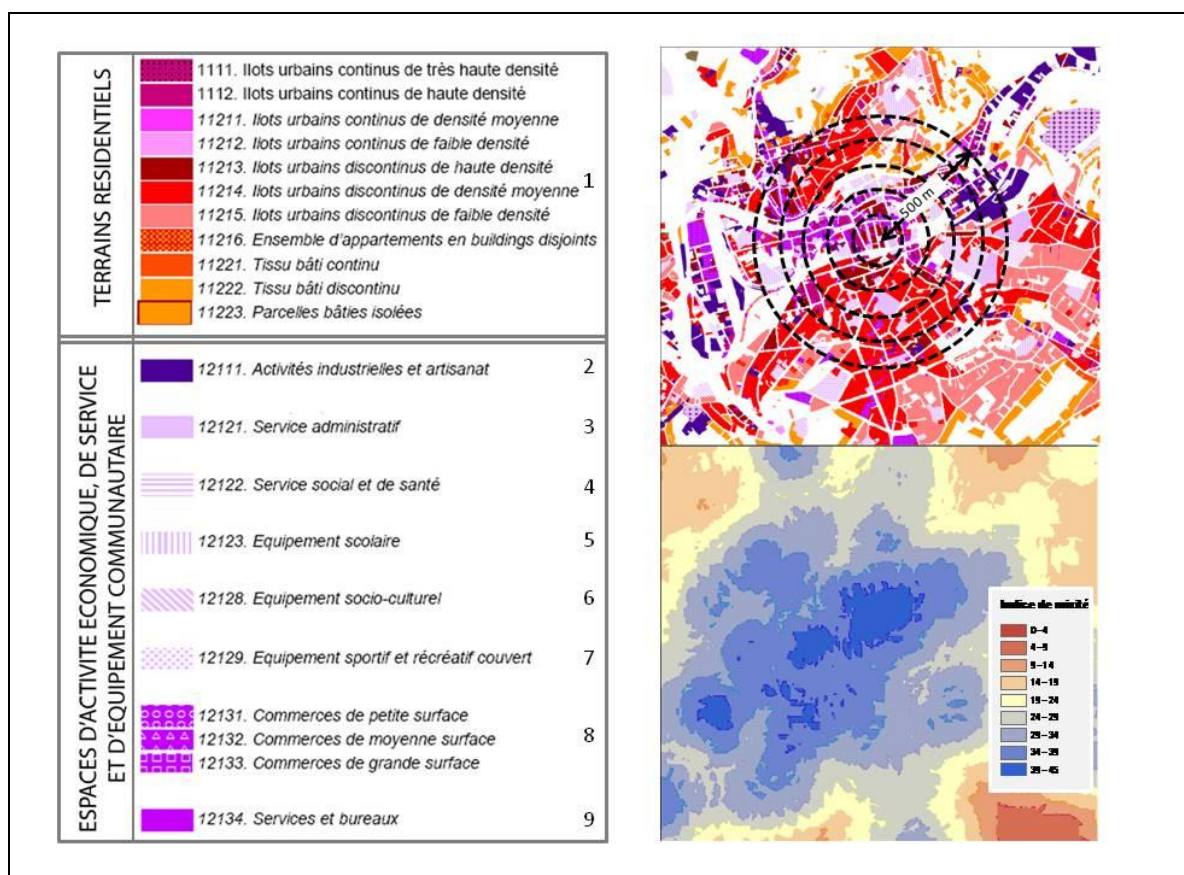 TERRAINS RESIDENTIELS
1111. Ilots urbains continus de très haute densité
1112. Ilots urbains continus de haute densité
11211. Ilots urbains continus de densité moyenne
11212. Ilots urbains continus de faible densité
11213. Ilots urbains discontinus de haute densité
11214. Ilots urbains discontinus de densité moyenne
1
11215. Ilots urbains discontinus de faible densité
11216. Ensemble d'appartements en buildings disjoints
11221. Tissu bâti continu
11222. Tissu bâti discontinu
11223. Parcelles bâties isolées
ESPACES D'ACTIVITE ECONOMIQUE, DE SERVICE
ET D'EQUIPEMENT COMMUNAUTAIRE
12111. Activités industrielles et artisanat 2
12121. Service administratif 3
12122. Service social et de santé 4
12123. Equipement scolaire 5
12128. Equipement socio-culturel 6
12129. Equipement sportif et récréatif couvert 7
12131. Commerces de petite surface
12132. Commerces de moyenne surface 8
12133. Commerces de grande surface
12134. Services et bureaux 9
500 m
Indice de mixité
0-4
4-9
9-14
14-19
19-24
24-29
29-34
34-39
39-45